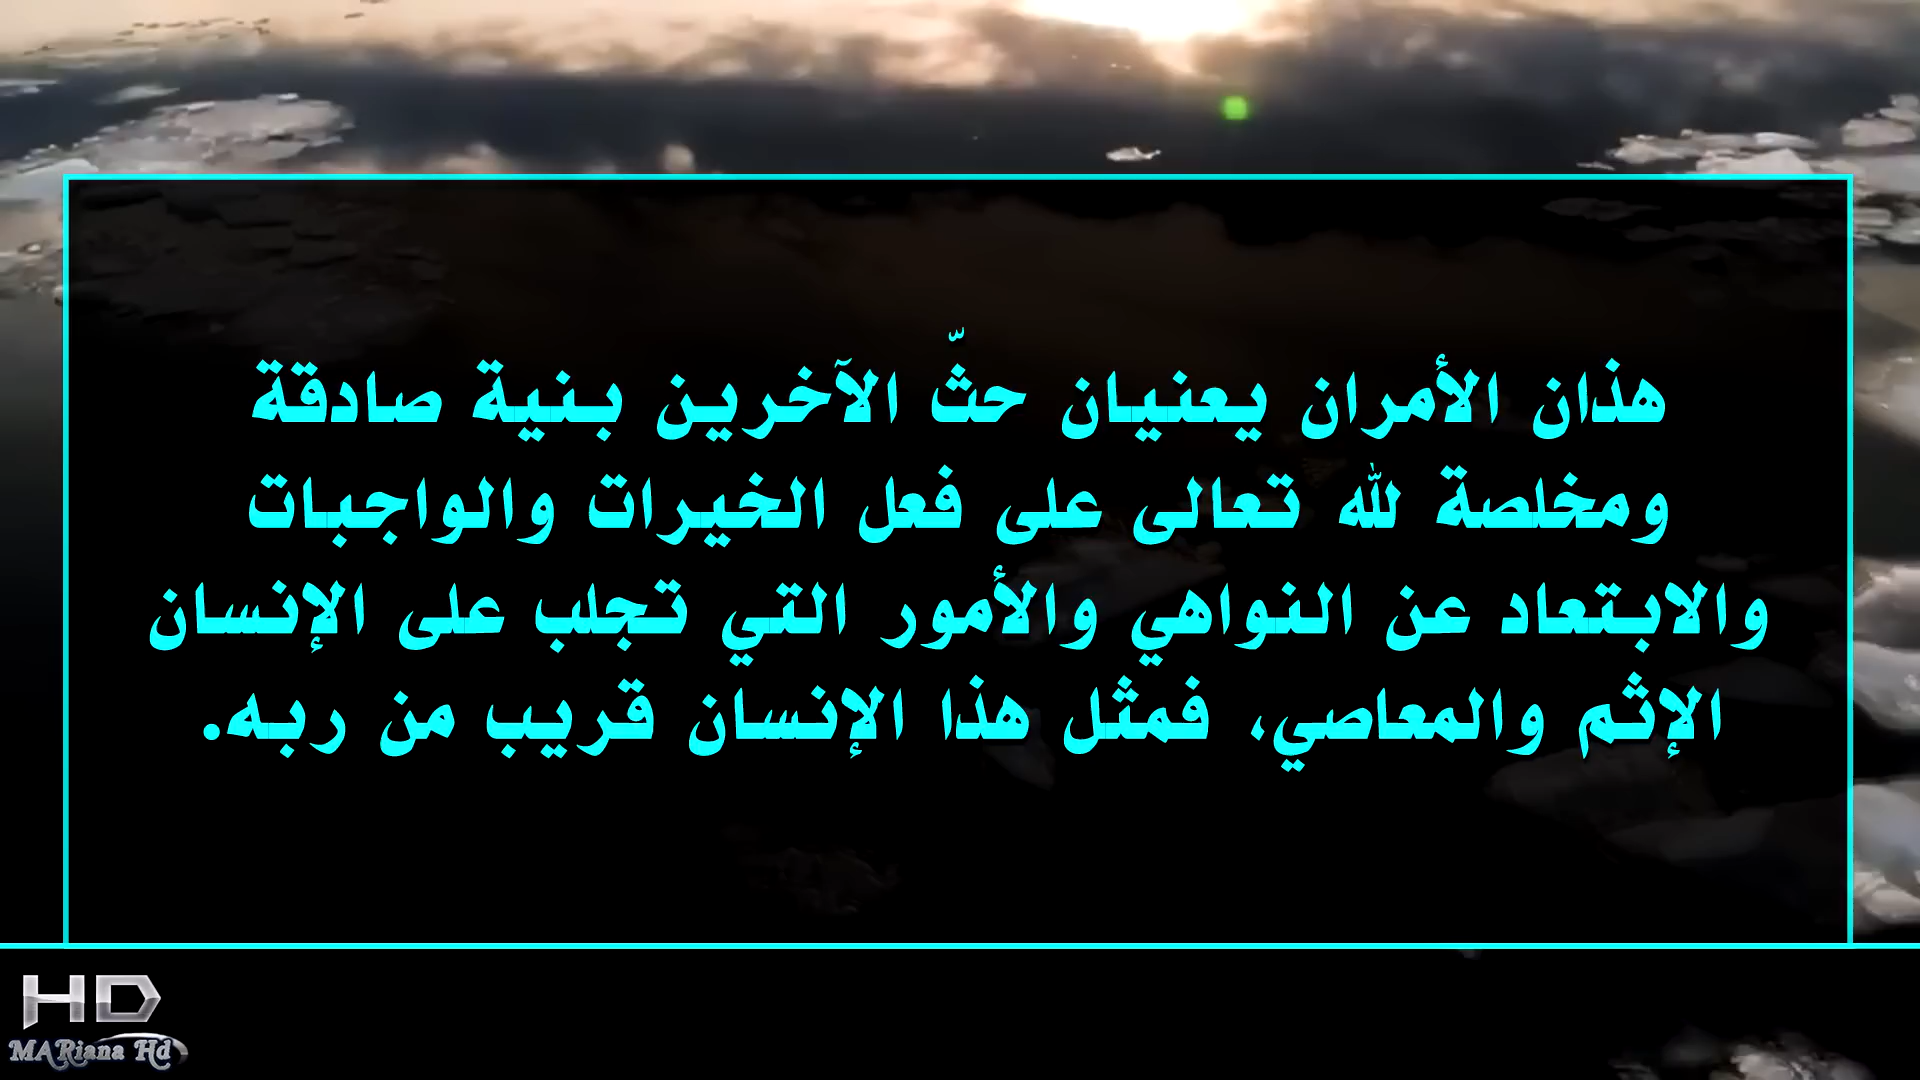 هذان الأمران يعنيان حثّ الآخرين بنية صادقة
ومخلصة لله تعالى على فعل الخيرات والواجبات
والابتعاد عن النواهي والأمور التي تجلب على الإنسان
الإثم والمعاصي، فمثل هذا الإنسان قريب من ربه.
HD
MARiana Hd